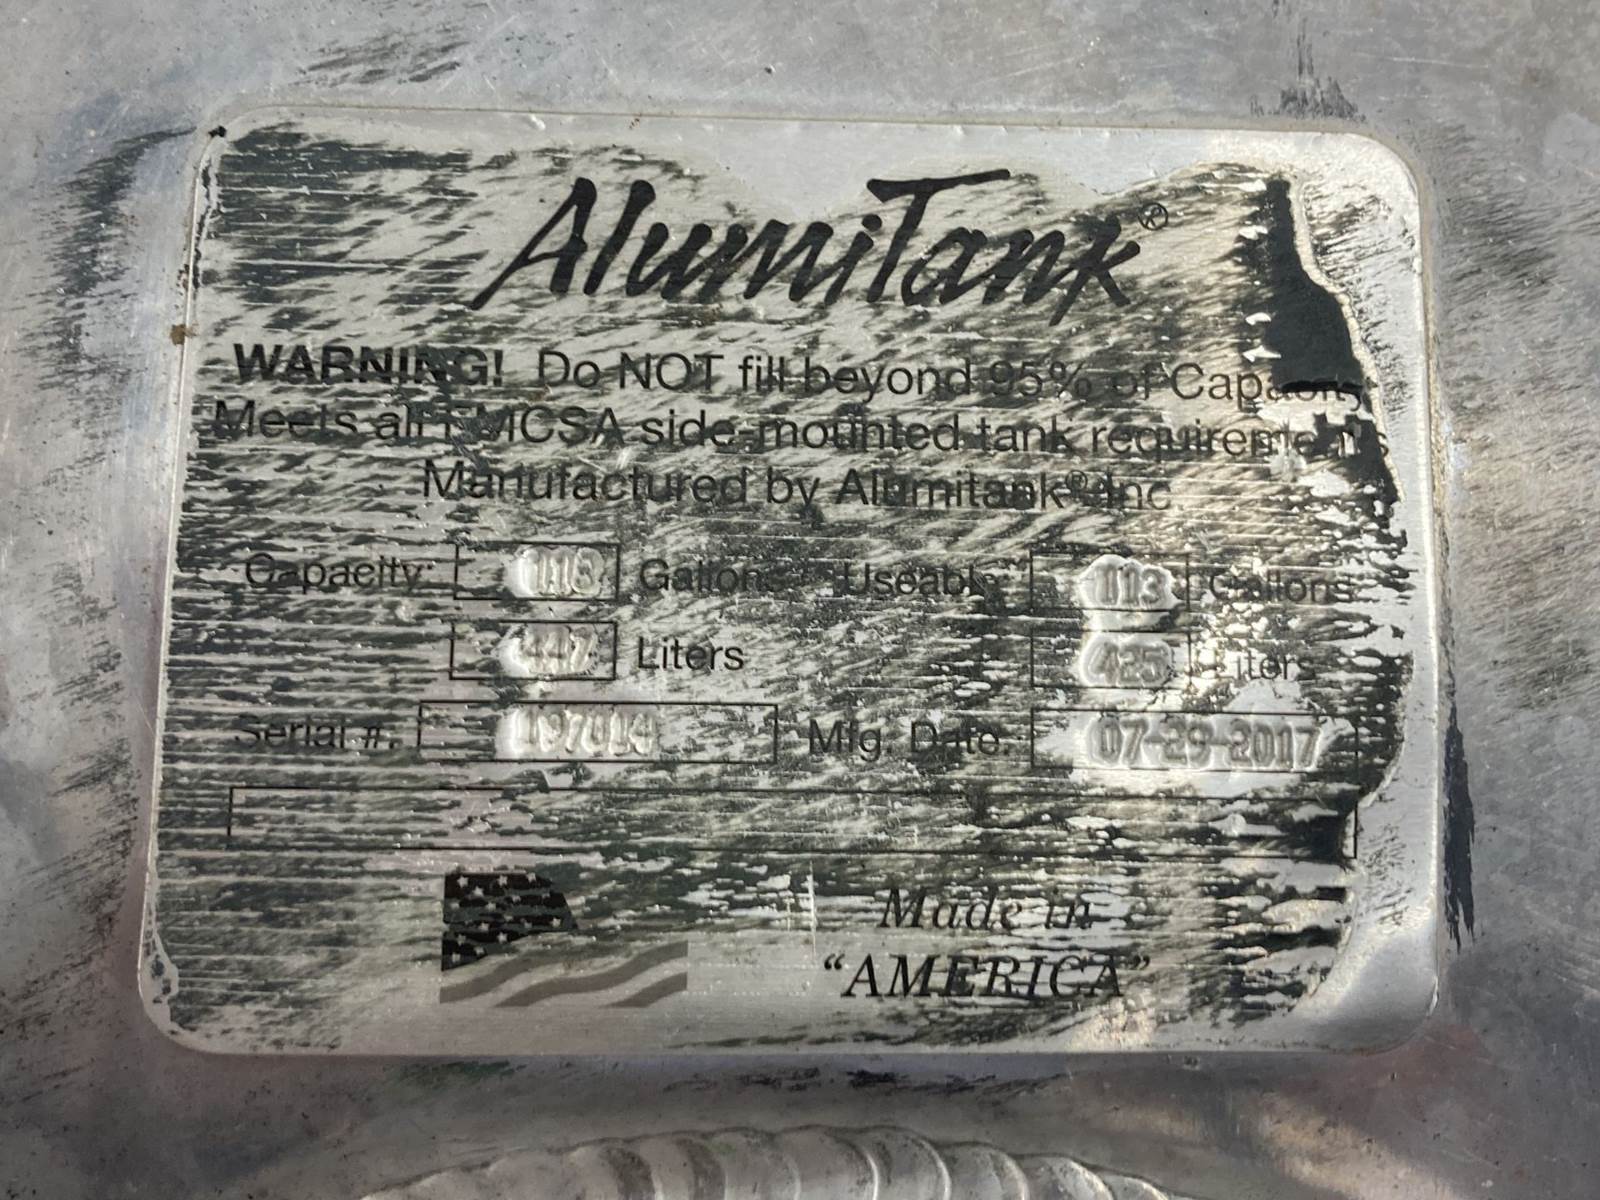 AlumiTank®
WARNING! Do NOT fill beyond 95% of Capacity
Meets all FMCSA side-mounted tank requirements
Manufactured by Alumitank® Inc.
Capacity: 118 Gallons Useable 113 Gallons
447 Liters 425 Liters
Serial #: 197014 Mfg. Date: 07-29-2017
Made in
“AMERICA”